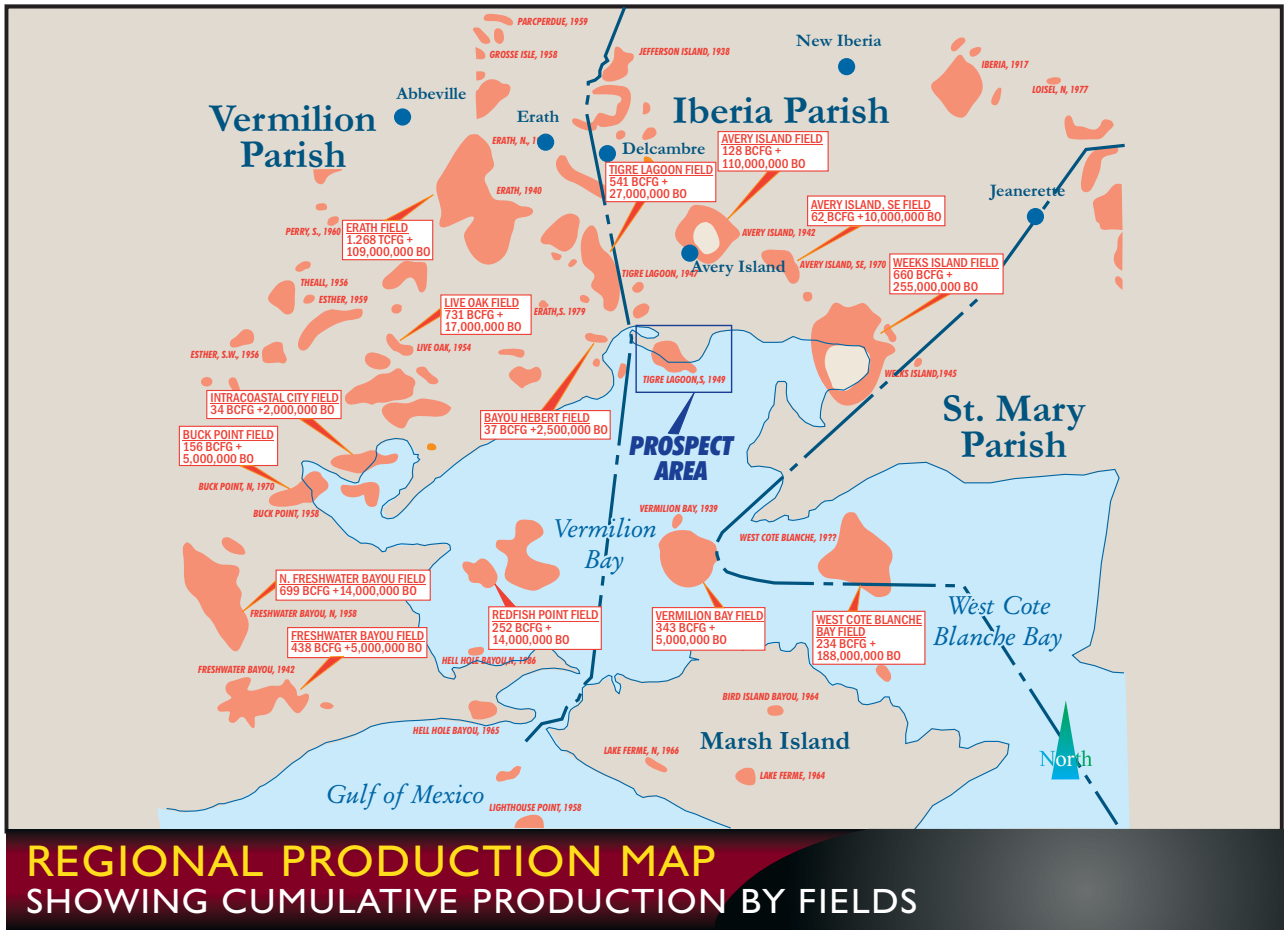 PARCPERDUE, 1959
GROSSE ISLE, 1958
JEFFERSON ISLAND, 1938
New Iberia
IBERIA, 1917
LOISEL, N, 1977
Abbeville
Vermilion
Parish
Erath
ERATH, N., 1
Iberia Parish
Delcambre
AVERY ISLAND FIELD
128 BCFG +
110,000,000 BO
TIGRE LAGOON FIELD
541 BCFG +
27,000,000 BO
ERATH, 1940
Jeanerette
AVERY ISLAND, SE FIELD
62 BCFG +10,000,000 BO
PERRY, S., 1960
ERATH FIELD
1.268 TCFG +
109,000,000 BO
AVERY ISLAND, 1942
Avery Island
AVERY ISLAND, SE, 1970
WEEKS ISLAND FIELD
660 BCFG +
255,000,000 BO
TIGRE LAGOON, 1947
THEALL, 1956
ESTHER, 1959
LIVE OAK FIELD
731 BCFG +
17,000,000 BO
ERATH,S. 1979
ESTHER, S.W., 1956
LIVE OAK, 1954
TIGRE LAGOON,S, 1949
WEEKS ISLAND,1945
INTRACOASTAL CITY FIELD
34 BCFG +2,000,000 BO
BAYOU HEBERT FIELD
37 BCFG +2,500,000 BO
St. Mary
Parish
BUCK POINT FIELD
156 BCFG +
5,000,000 BO
PROSPECT
AREA
BUCK POINT, N, 1970
BUCK POINT, 1958
VERMILION BAY, 1939
Vermilion
Bay
WEST COTE BLANCHE, 19??
N. FRESHWATER BAYOU FIELD
699 BCFG +14,000,000 BO
FRESHWATER BAYOU, N, 1958
REDFISH POINT FIELD
252 BCFG +
14,000,000 BO
VERMILION BAY FIELD
343 BCFG +
5,000,000 BO
WEST COTE BLANCHE
BAY FIELD
234 BCFG +
188,000,000 BO
West Cote
Blanche Bay
FRESHWATER BAYOU FIELD
438 BCFG +5,000,000 BO
FRESHWATER BAYOU, 1942
HELL HOLE BAYOU,N, 1986
BIRD ISLAND BAYOU, 1964
HELL HOLE BAYOU, 1965
Marsh Island
LAKE FERME, N, 1966
LAKE FERME, 1964
North
Gulf of Mexico
LIGHTHOUSE POINT, 1958
REGIONAL PRODUCTION MAP
SHOWING CUMULATIVE PRODUCTION BY FIELDS